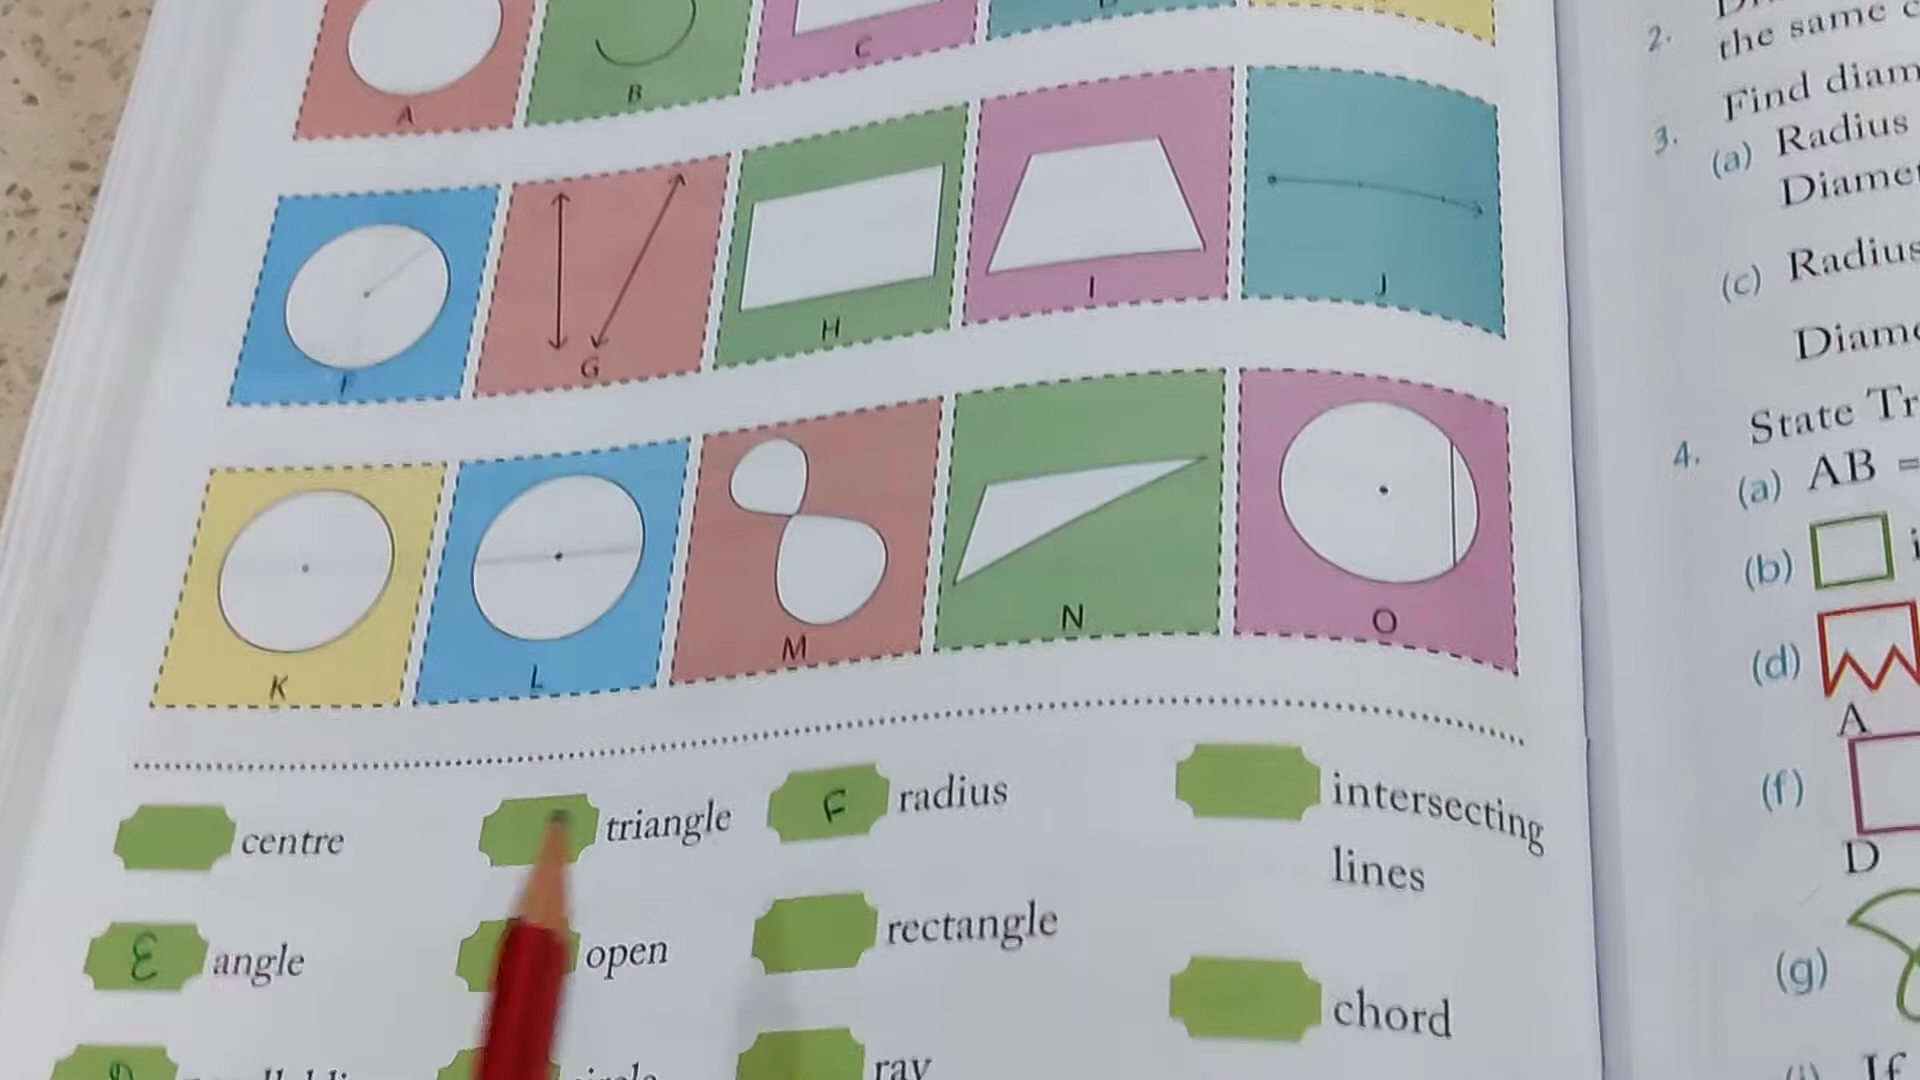 A
B
C
D
F
G
H
I
J
K
L
M
N
O
centre
triangle
F radius
intersecting
lines
E angle
open
rectangle
chord
ray
2.
the same c
3.
Find diam
(a) Radius
Diame
(c) Radius
Diam
4.
State Tr
(a) AB =
(b) i
(d)
A
(f)
D
(g)
If